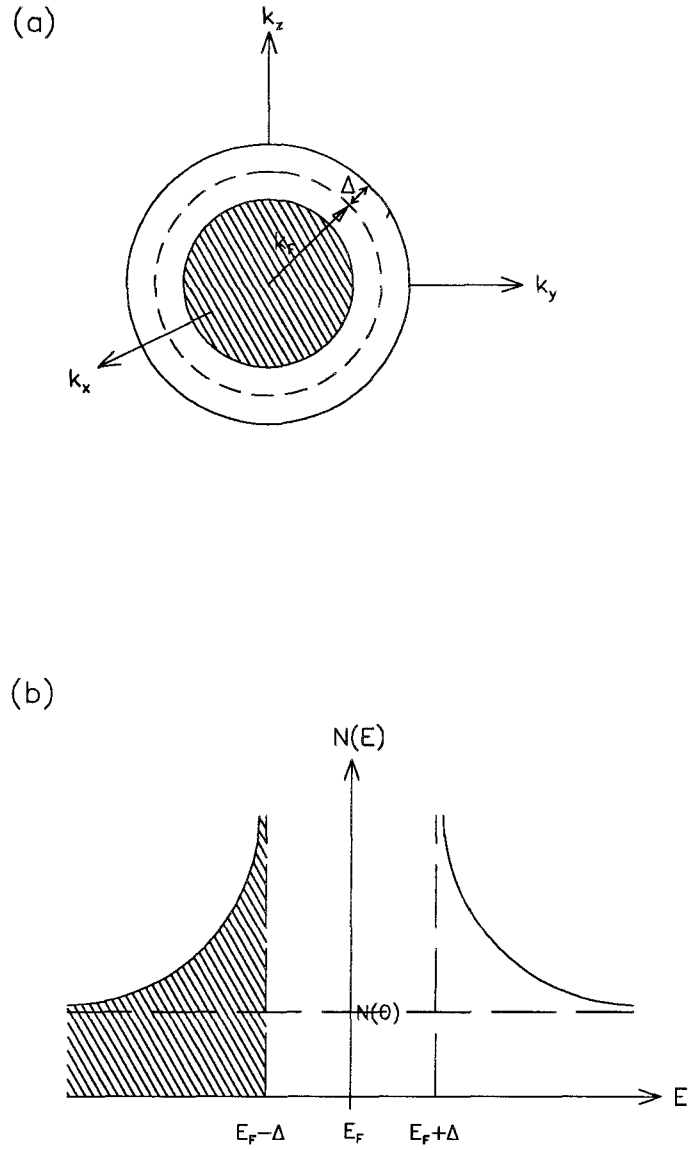 (a)
k_z
Δ
k_F
k_y
k_x
(b)
N(E)
N(0)
E
E_F-Δ E_F E_F+Δ